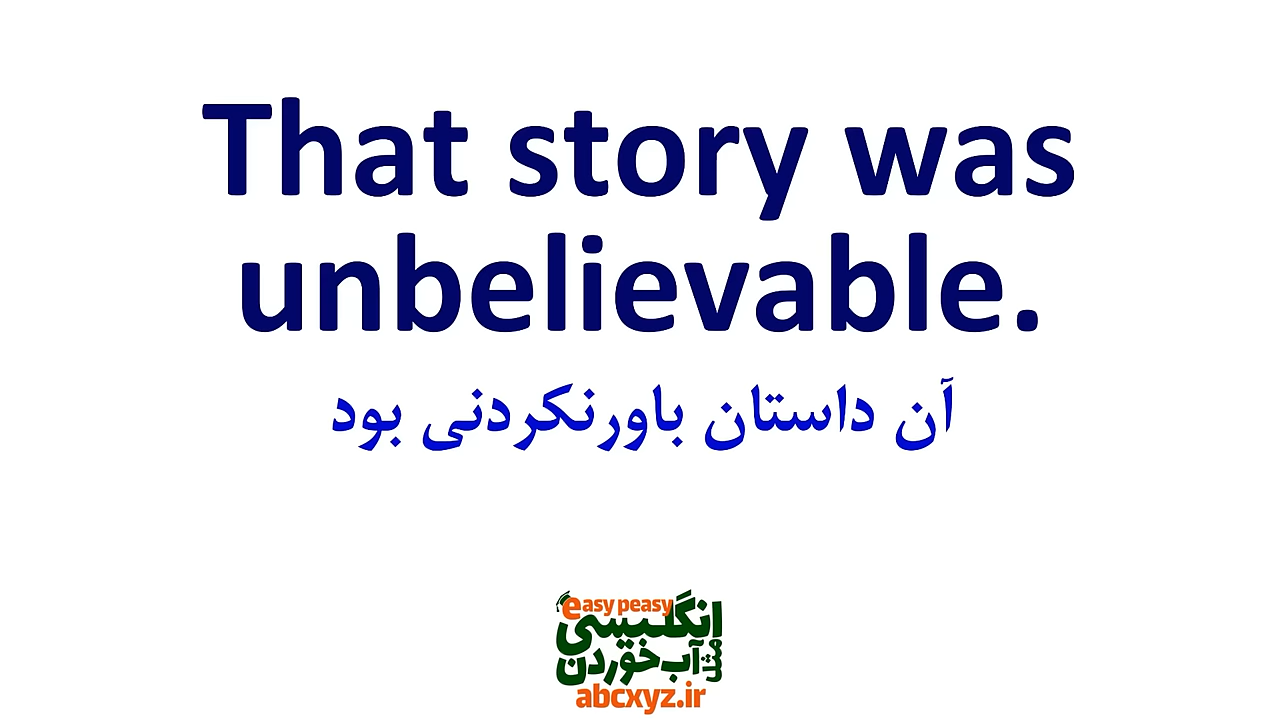 That story was
unbelievable.
آن داستان باورنکردنی بود
easy peasy
انگلیسی
مثل آب خوردن
abcxyz.ir